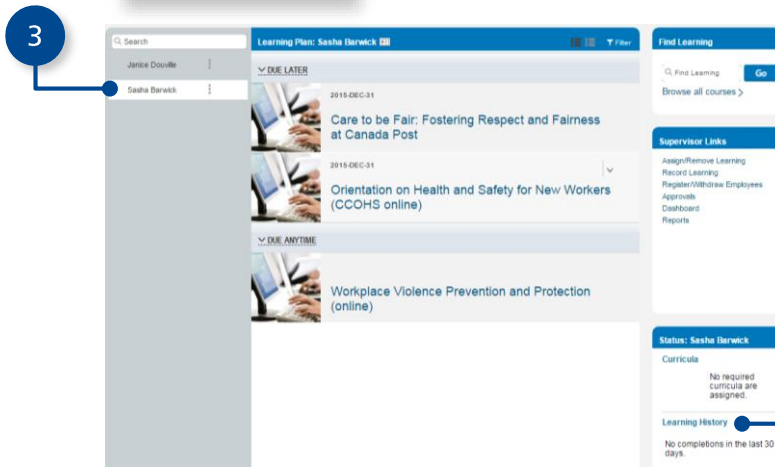 3
Search
Janice Douville
Sasha Barwick
Learning Plan: Sasha Barwick
Filter
DUE LATER
2015-DEC-31
Care to be Fair: Fostering Respect and Fairness
at Canada Post
2015-DEC-31
Orientation on Health and Safety for New Workers
(CCOHS online)
DUE ANYTIME
Workplace Violence Prevention and Protection
(online)
Find Learning
Find Learning
Go
Browse all courses >
Supervisor Links
Assign/Remove Learning
Record Learning
Register/Withdraw Employees
Approvals
Dashboard
Reports
Status: Sasha Barwick
Curricula
No required
curricula are
assigned.
Learning History
No completions in the last 30
days.